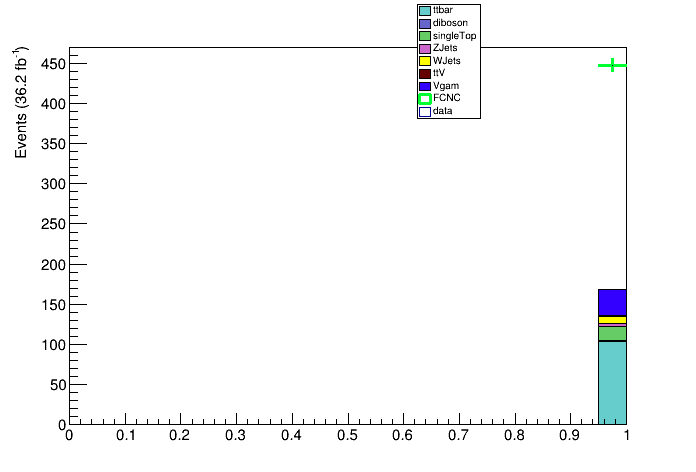 ttbar
diboson
singleTop
ZJets
WJets
ttV
Vgam
FCNC
data
Events (36.2 fb⁻¹)
450
400
350
300
250
200
150
100
50
0
0 0.1 0.2 0.3 0.4 0.5 0.6 0.7 0.8 0.9 1